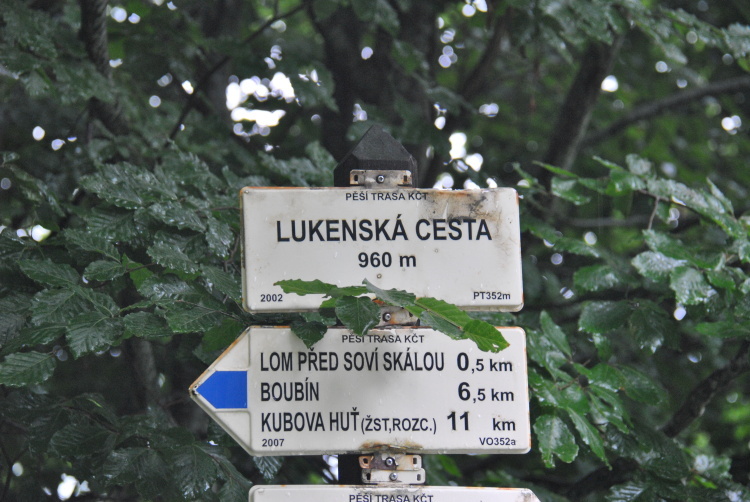 PĚŠÍ TRASA KČT
LUKENSKÁ CESTA
960 m
2002 PT352m
PĚŠÍ TRASA KČT
LOM PŘED SOVÍ SKÁLOU 0,5 km
BOUBÍN 6,5 km
KUBOVA HUŤ (ŽST,ROZC.) 11 km
2007 VO352a
PĚŠÍ TRASA KČT